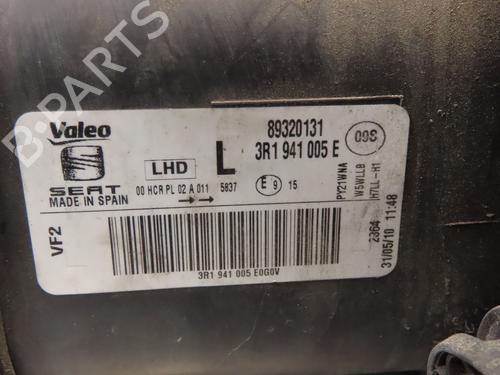 B-PARTS
Valeo
SEAT
MADE IN SPAIN
VF2
LHD
L
89320131
3R1 941 005 E
00 HCR PL 02 A 011
5837
E 9
15
PY21WNA
W5WLLB
H7LL-H1
2364
31/05/10 11:48
3R1 941 005 E0G0V